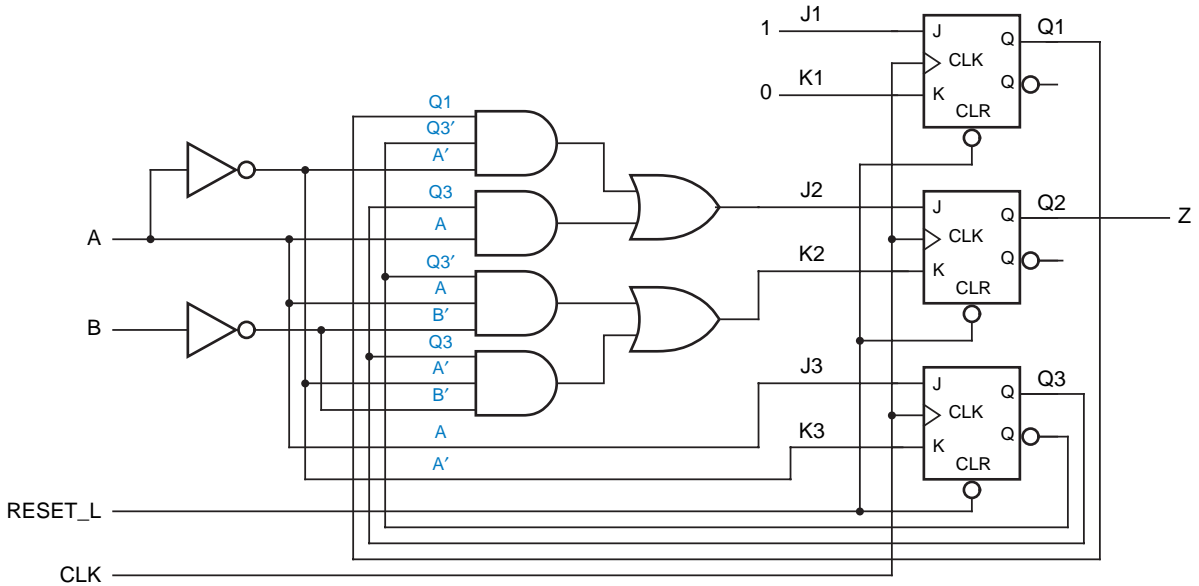 1 J1
J Q Q1
CLK
0 K1
K Q
CLR
Q1
Q3′
A′
Q3
A
J2
J Q Q2
Z
A
CLK
Q3′
K2
K Q
A
CLR
B′
B
Q3
A′
J3
J Q Q3
B′
CLK
A
K3
K Q
A′
CLR
RESET_L
CLK